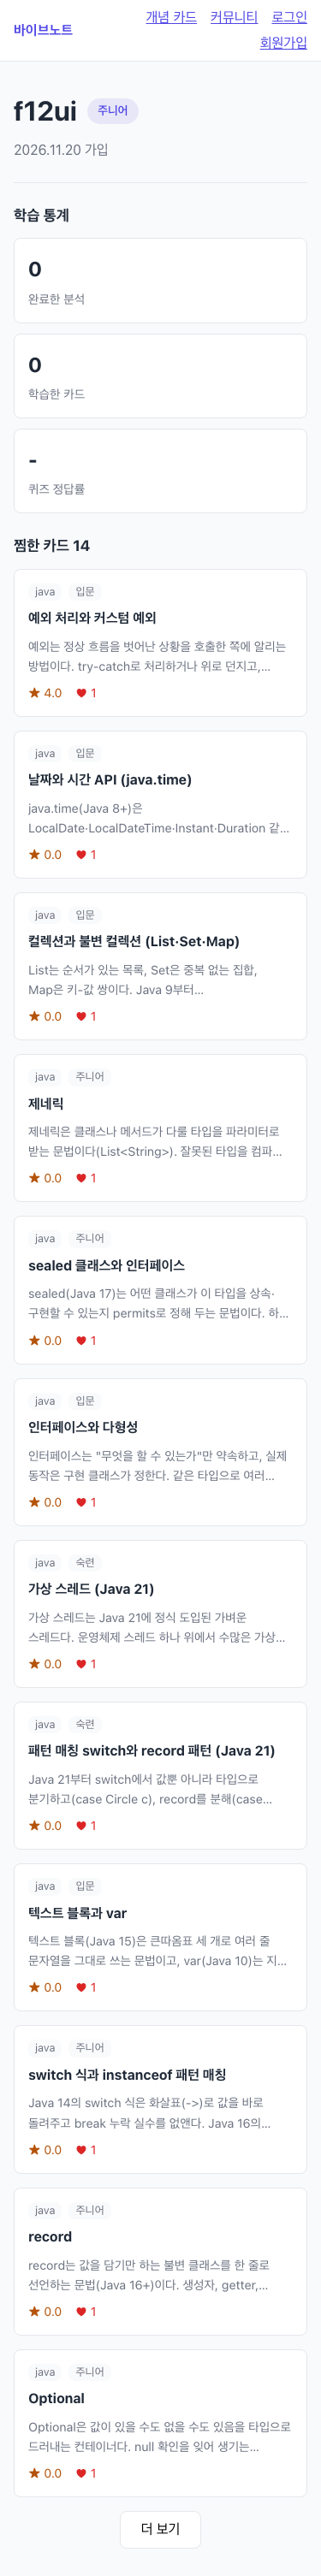 바이브노트
개념 카드
커뮤니티
로그인
회원가입
f12ui
주니어
2026.11.20 가입
학습 통계
0
완료한 분석
0
학습한 카드
-
퀴즈 정답률
찜한 카드 14
java 입문
예외 처리와 커스텀 예외
예외는 정상 흐름을 벗어난 상황을 호출한 쪽에 알리는
방법이다. try-catch로 처리하거나 위로 던지고,…
★ 4.0 ♥ 1
java 입문
날짜와 시간 API (java.time)
java.time(Java 8+)은
LocalDate·LocalDateTime·Instant·Duration 같…
★ 0.0 ♥ 1
java 입문
컬렉션과 불변 컬렉션 (List·Set·Map)
List는 순서가 있는 목록, Set은 중복 없는 집합,
Map은 키-값 쌍이다. Java 9부터…
★ 0.0 ♥ 1
java 주니어
제네릭
제네릭은 클래스나 메서드가 다룰 타입을 파라미터로
받는 문법이다(List<String>). 잘못된 타입을 컴파…
★ 0.0 ♥ 1
java 주니어
sealed 클래스와 인터페이스
sealed(Java 17)는 어떤 클래스가 이 타입을 상속·
구현할 수 있는지 permits로 정해 두는 문법이다. 하…
★ 0.0 ♥ 1
java 입문
인터페이스와 다형성
인터페이스는 "무엇을 할 수 있는가"만 약속하고, 실제
동작은 구현 클래스가 정한다. 같은 타입으로 여러…
★ 0.0 ♥ 1
java 숙련
가상 스레드 (Java 21)
가상 스레드는 Java 21에 정식 도입된 가벼운
스레드다. 운영체제 스레드 하나 위에서 수많은 가상…
★ 0.0 ♥ 1
java 숙련
패턴 매칭 switch와 record 패턴 (Java 21)
Java 21부터 switch에서 값뿐 아니라 타입으로
분기하고(case Circle c), record를 분해(case…
★ 0.0 ♥ 1
java 입문
텍스트 블록과 var
텍스트 블록(Java 15)은 큰따옴표 세 개로 여러 줄
문자열을 그대로 쓰는 문법이고, var(Java 10)는 지…
★ 0.0 ♥ 1
java 주니어
switch 식과 instanceof 패턴 매칭
Java 14의 switch 식은 화살표(->)로 값을 바로
돌려주고 break 누락 실수를 없앤다. Java 16의…
★ 0.0 ♥ 1
java 주니어
record
record는 값을 담기만 하는 불변 클래스를 한 줄로
선언하는 문법(Java 16+)이다. 생성자, getter,…
★ 0.0 ♥ 1
java 주니어
Optional
Optional은 값이 있을 수도 없을 수도 있음을 타입으로
드러내는 컨테이너다. null 확인을 잊어 생기는…
★ 0.0 ♥ 1
더 보기